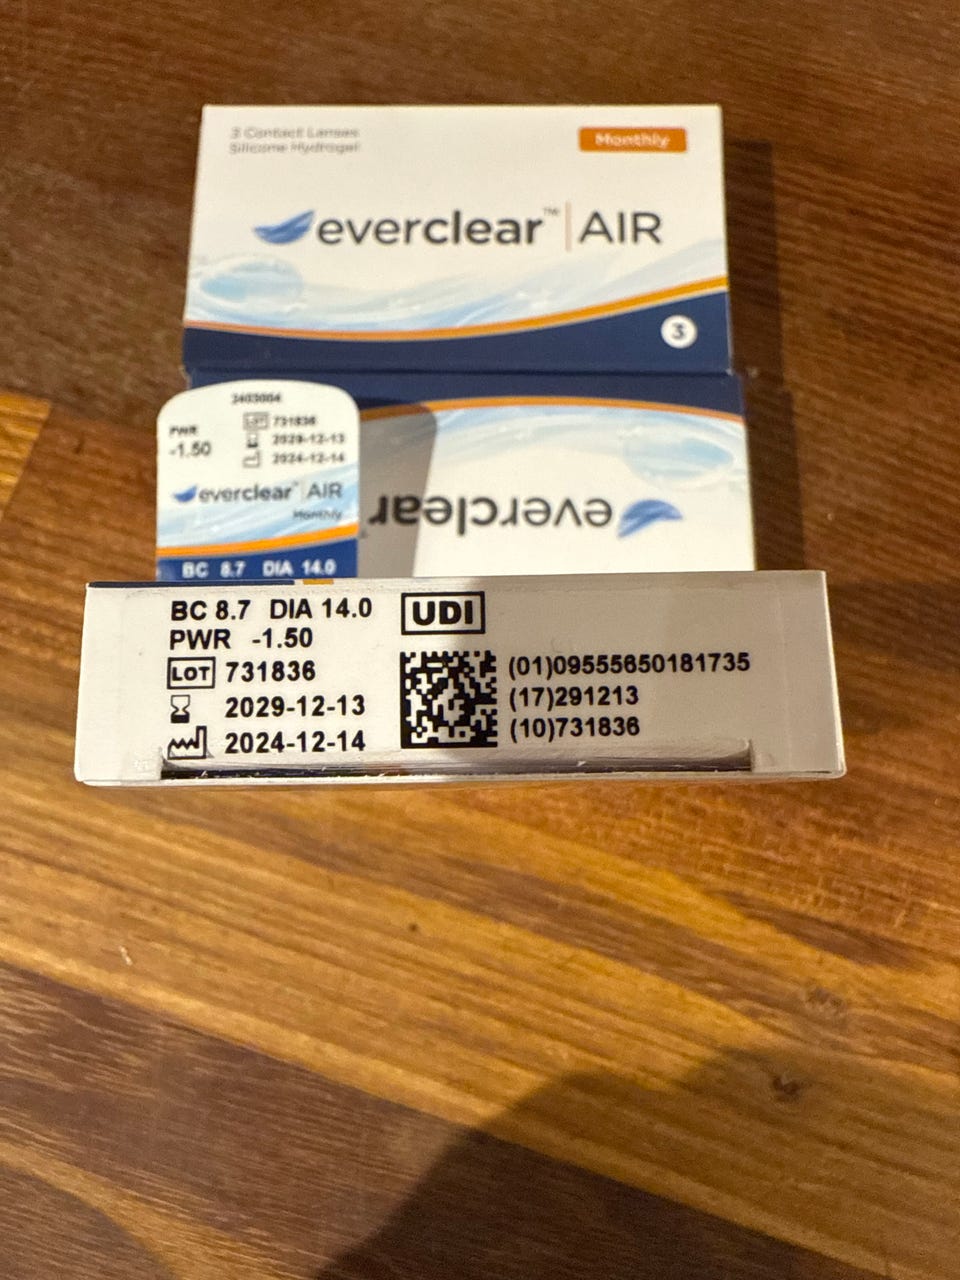 3 Contact Lenses
Silicone Hydrogel
Monthly
everclear™ | AIR
3
2403004
PWR
-1.50
LOT 731836
2029-12-13
2024-12-14
everclear™ | AIR
Monthly
BC 8.7 DIA 14.0
everclear
BC 8.7 DIA 14.0
PWR -1.50
LOT 731836
2029-12-13
2024-12-14
UDI
(01)09555650181735
(17)291213
(10)731836